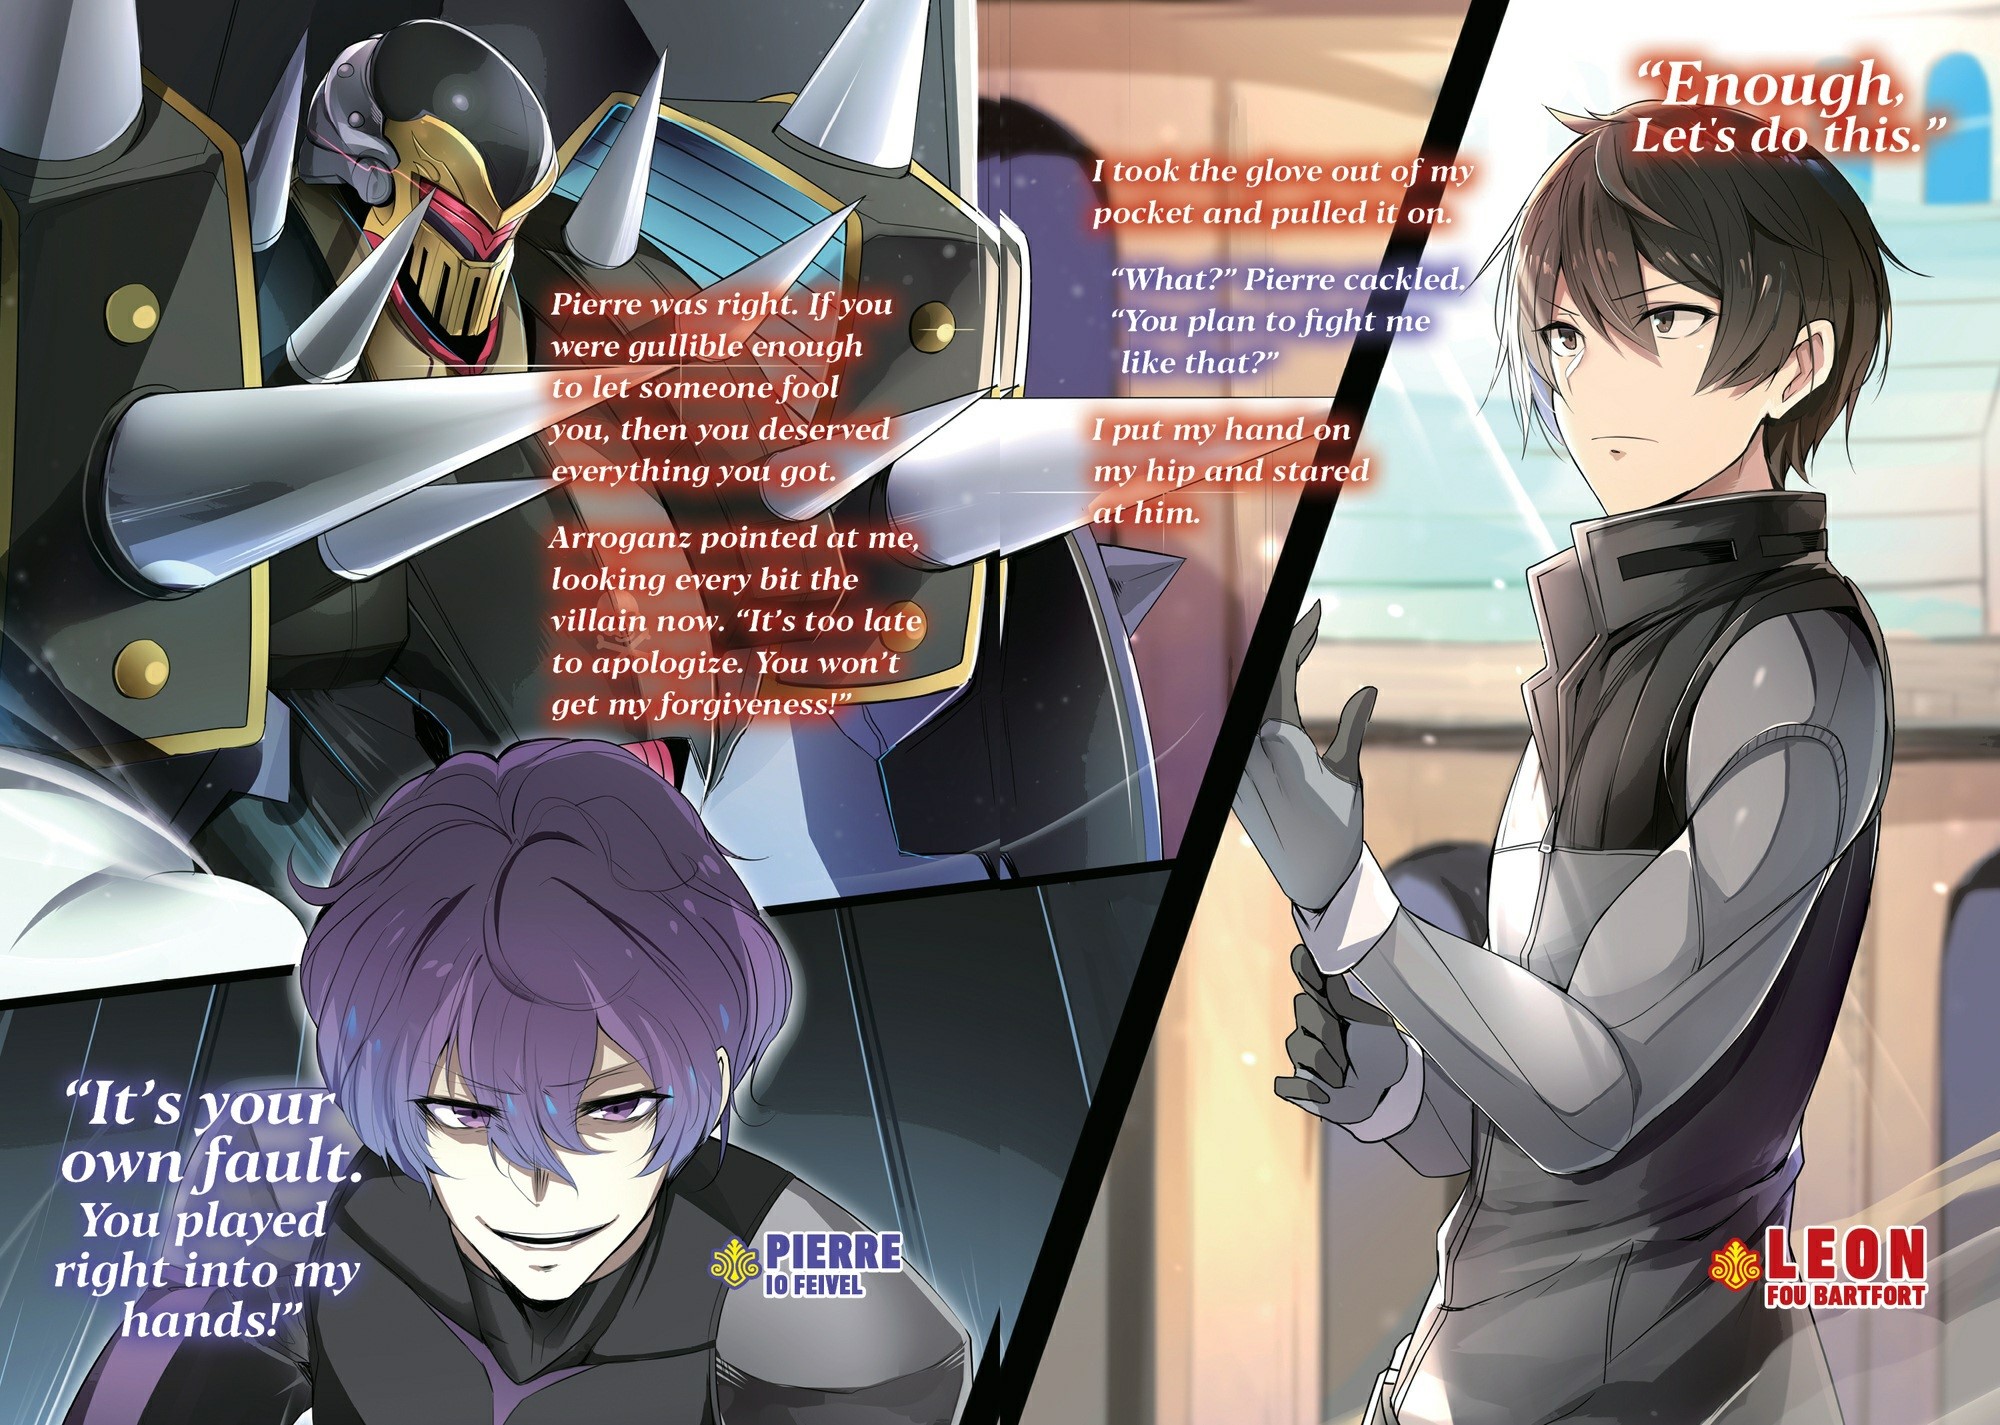 “Enough,
Let's do this.”
I took the glove out of my
pocket and pulled it on.
“What?” Pierre cackled.
“You plan to fight me
like that?”
I put my hand on
my hip and stared
at him.
LEON
FOU BARTFORT
Pierre was right. If you
were gullible enough
to let someone fool
you, then you deserved
everything you got.
Arroganz pointed at me,
looking every bit the
villain now. “It’s too late
to apologize. You won’t
get my forgiveness!”
“It’s your
own fault.
You played
right into my
hands!”
PIERRE
IO FEIVEL